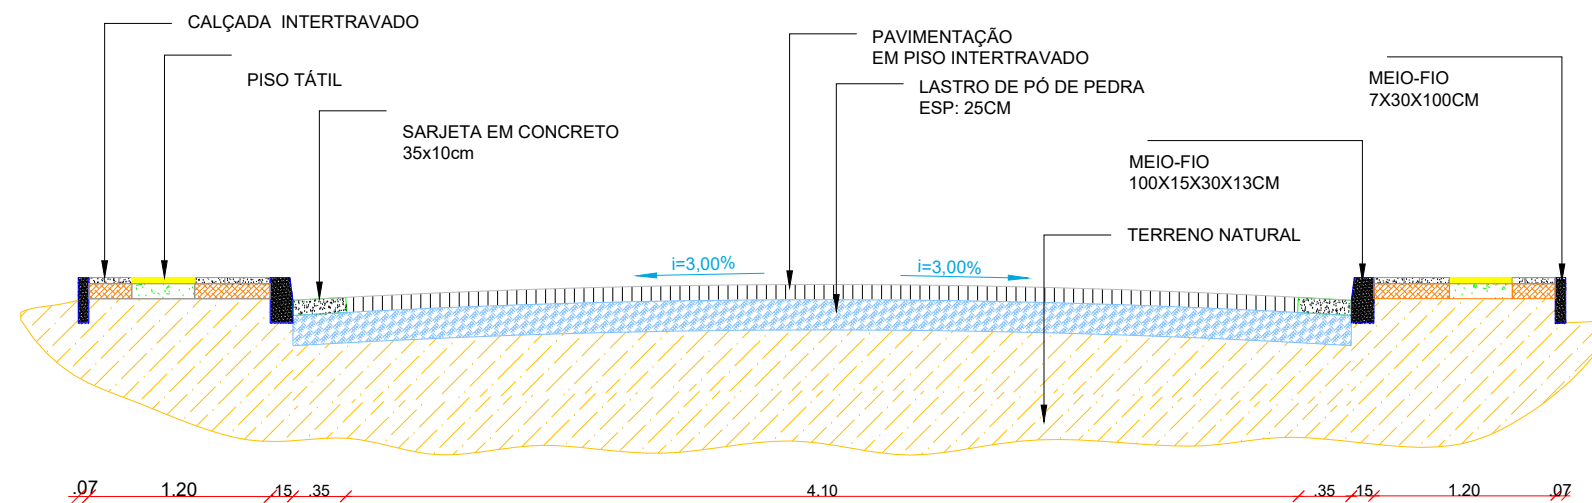 CALÇADA INTERTRAVADO
PISO TÁTIL
SARJETA EM CONCRETO
35x10cm
PAVIMENTAÇÃO
EM PISO INTERTRAVADO
LASTRO DE PÓ DE PEDRA
ESP: 25CM
MEIO-FIO
7X30X100CM
MEIO-FIO
100X15X30X13CM
TERRENO NATURAL
i=3,00%
i=3,00%
.07 1.20 .15 .35 4.10 .35 .15 1.20 .07